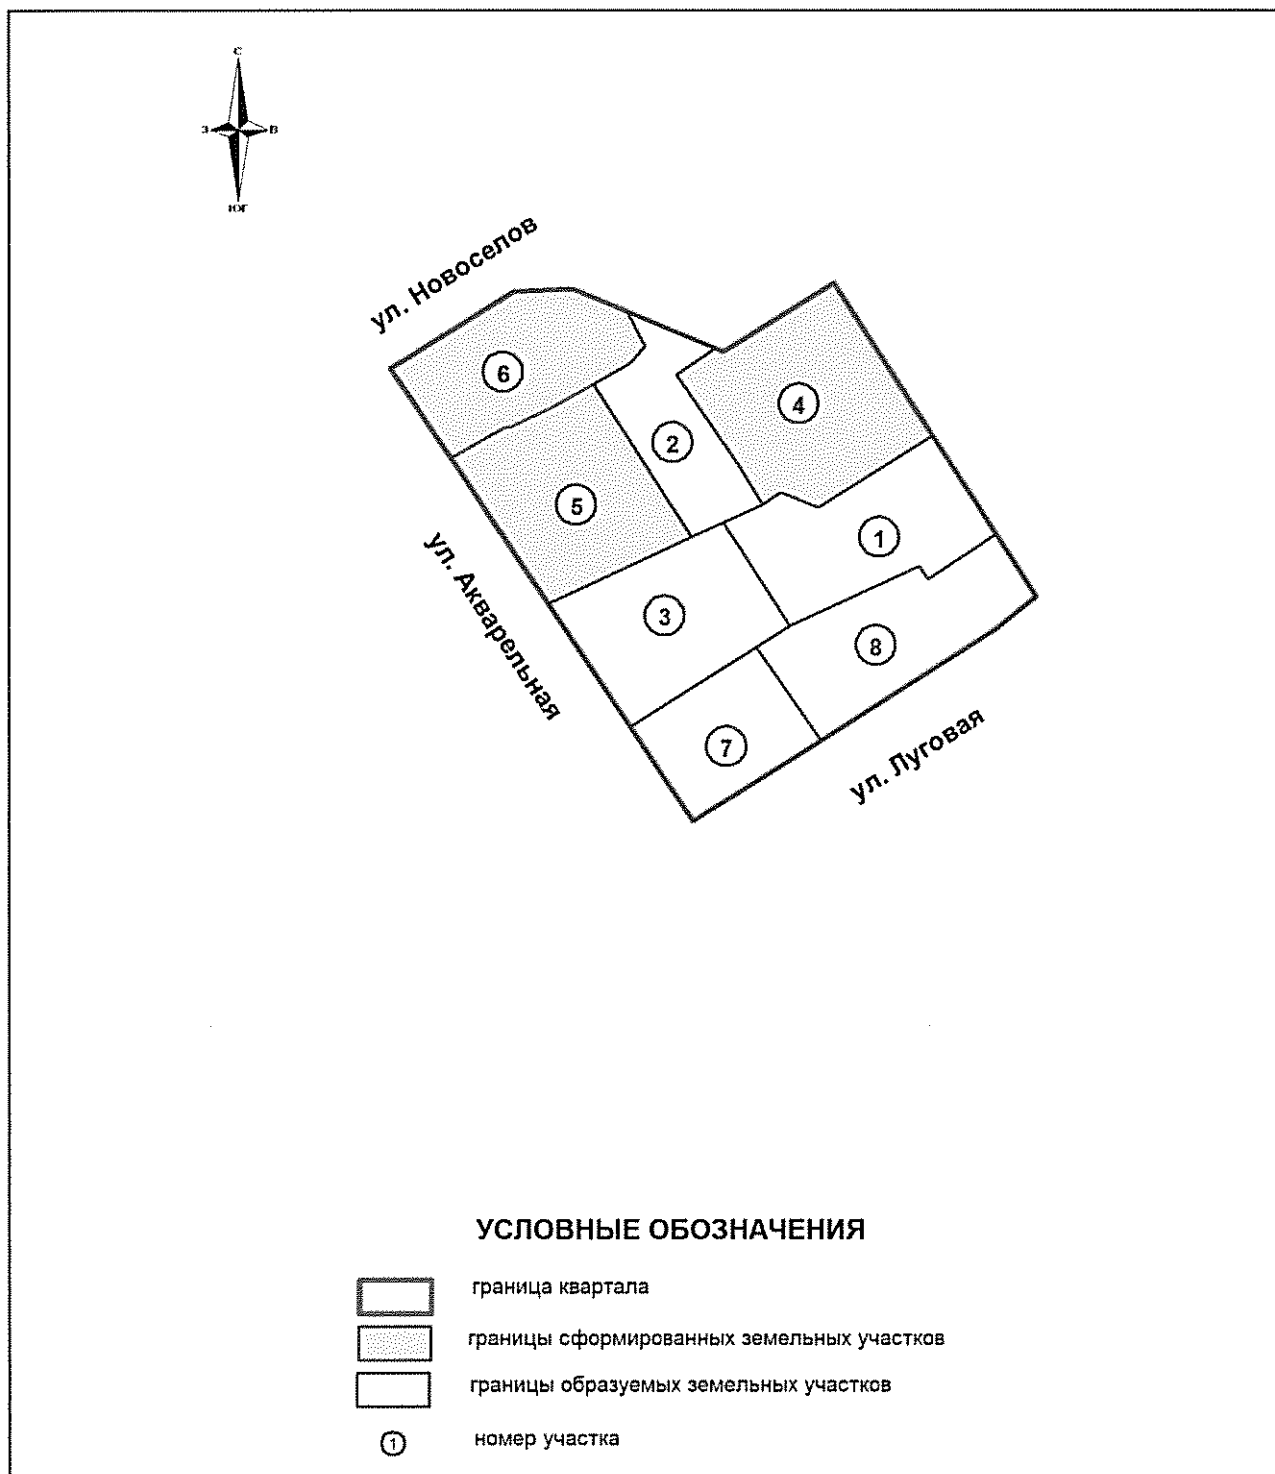 С
З В
ЮГ
ул. Новоселов
6
4
2
5
1
3
8
ул. Акварельная
7
ул. Луговая
УСЛОВНЫЕ ОБОЗНАЧЕНИЯ
граница квартала
границы сформированных земельных участков
границы образуемых земельных участков
1 номер участка